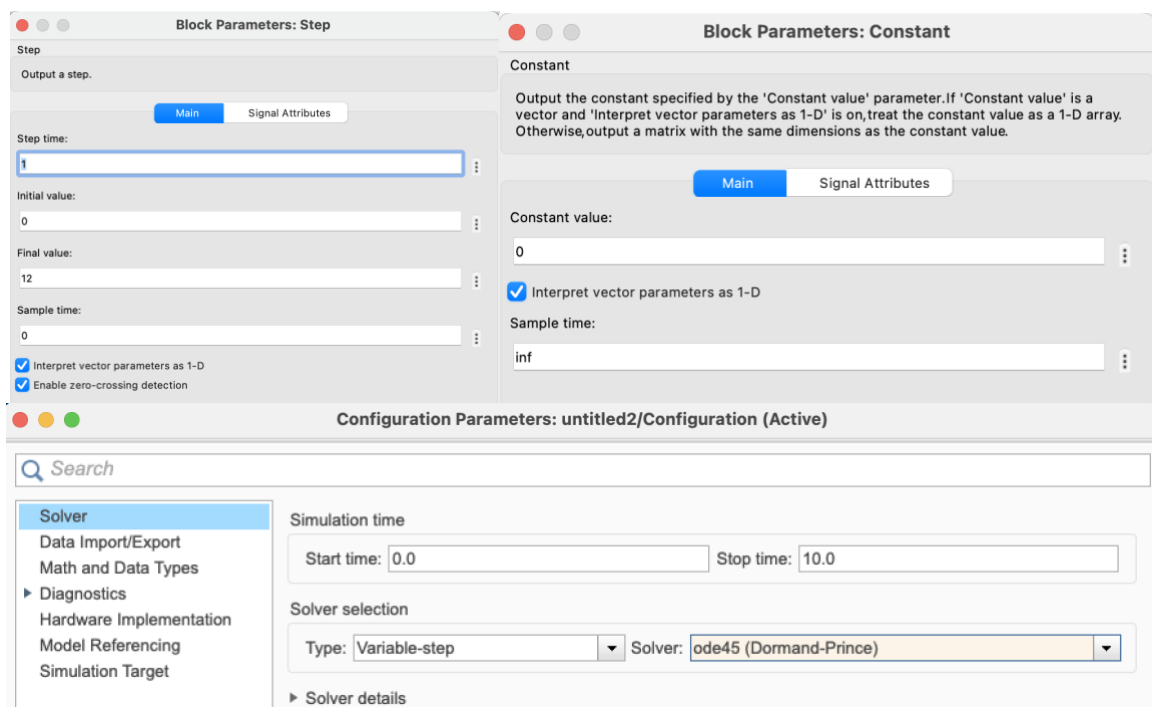 Block Parameters: Step
Step
Output a step.
Main
Signal Attributes
Step time:
1
Initial value:
0
Final value:
12
Sample time:
0
Interpret vector parameters as 1-D
Enable zero-crossing detection
Block Parameters: Constant
Constant
Output the constant specified by the 'Constant value' parameter.If 'Constant value' is a
vector and 'Interpret vector parameters as 1-D' is on,treat the constant value as a 1-D array.
Otherwise,output a matrix with the same dimensions as the constant value.
Main
Signal Attributes
Constant value:
0
Interpret vector parameters as 1-D
Sample time:
inf
Configuration Parameters: untitled2/Configuration (Active)
Search
Solver
Data Import/Export
Math and Data Types
Diagnostics
Hardware Implementation
Model Referencing
Simulation Target
Simulation time
Start time: 0.0 Stop time: 10.0
Solver selection
Type: Variable-step Solver: ode45 (Dormand-Prince)
Solver details